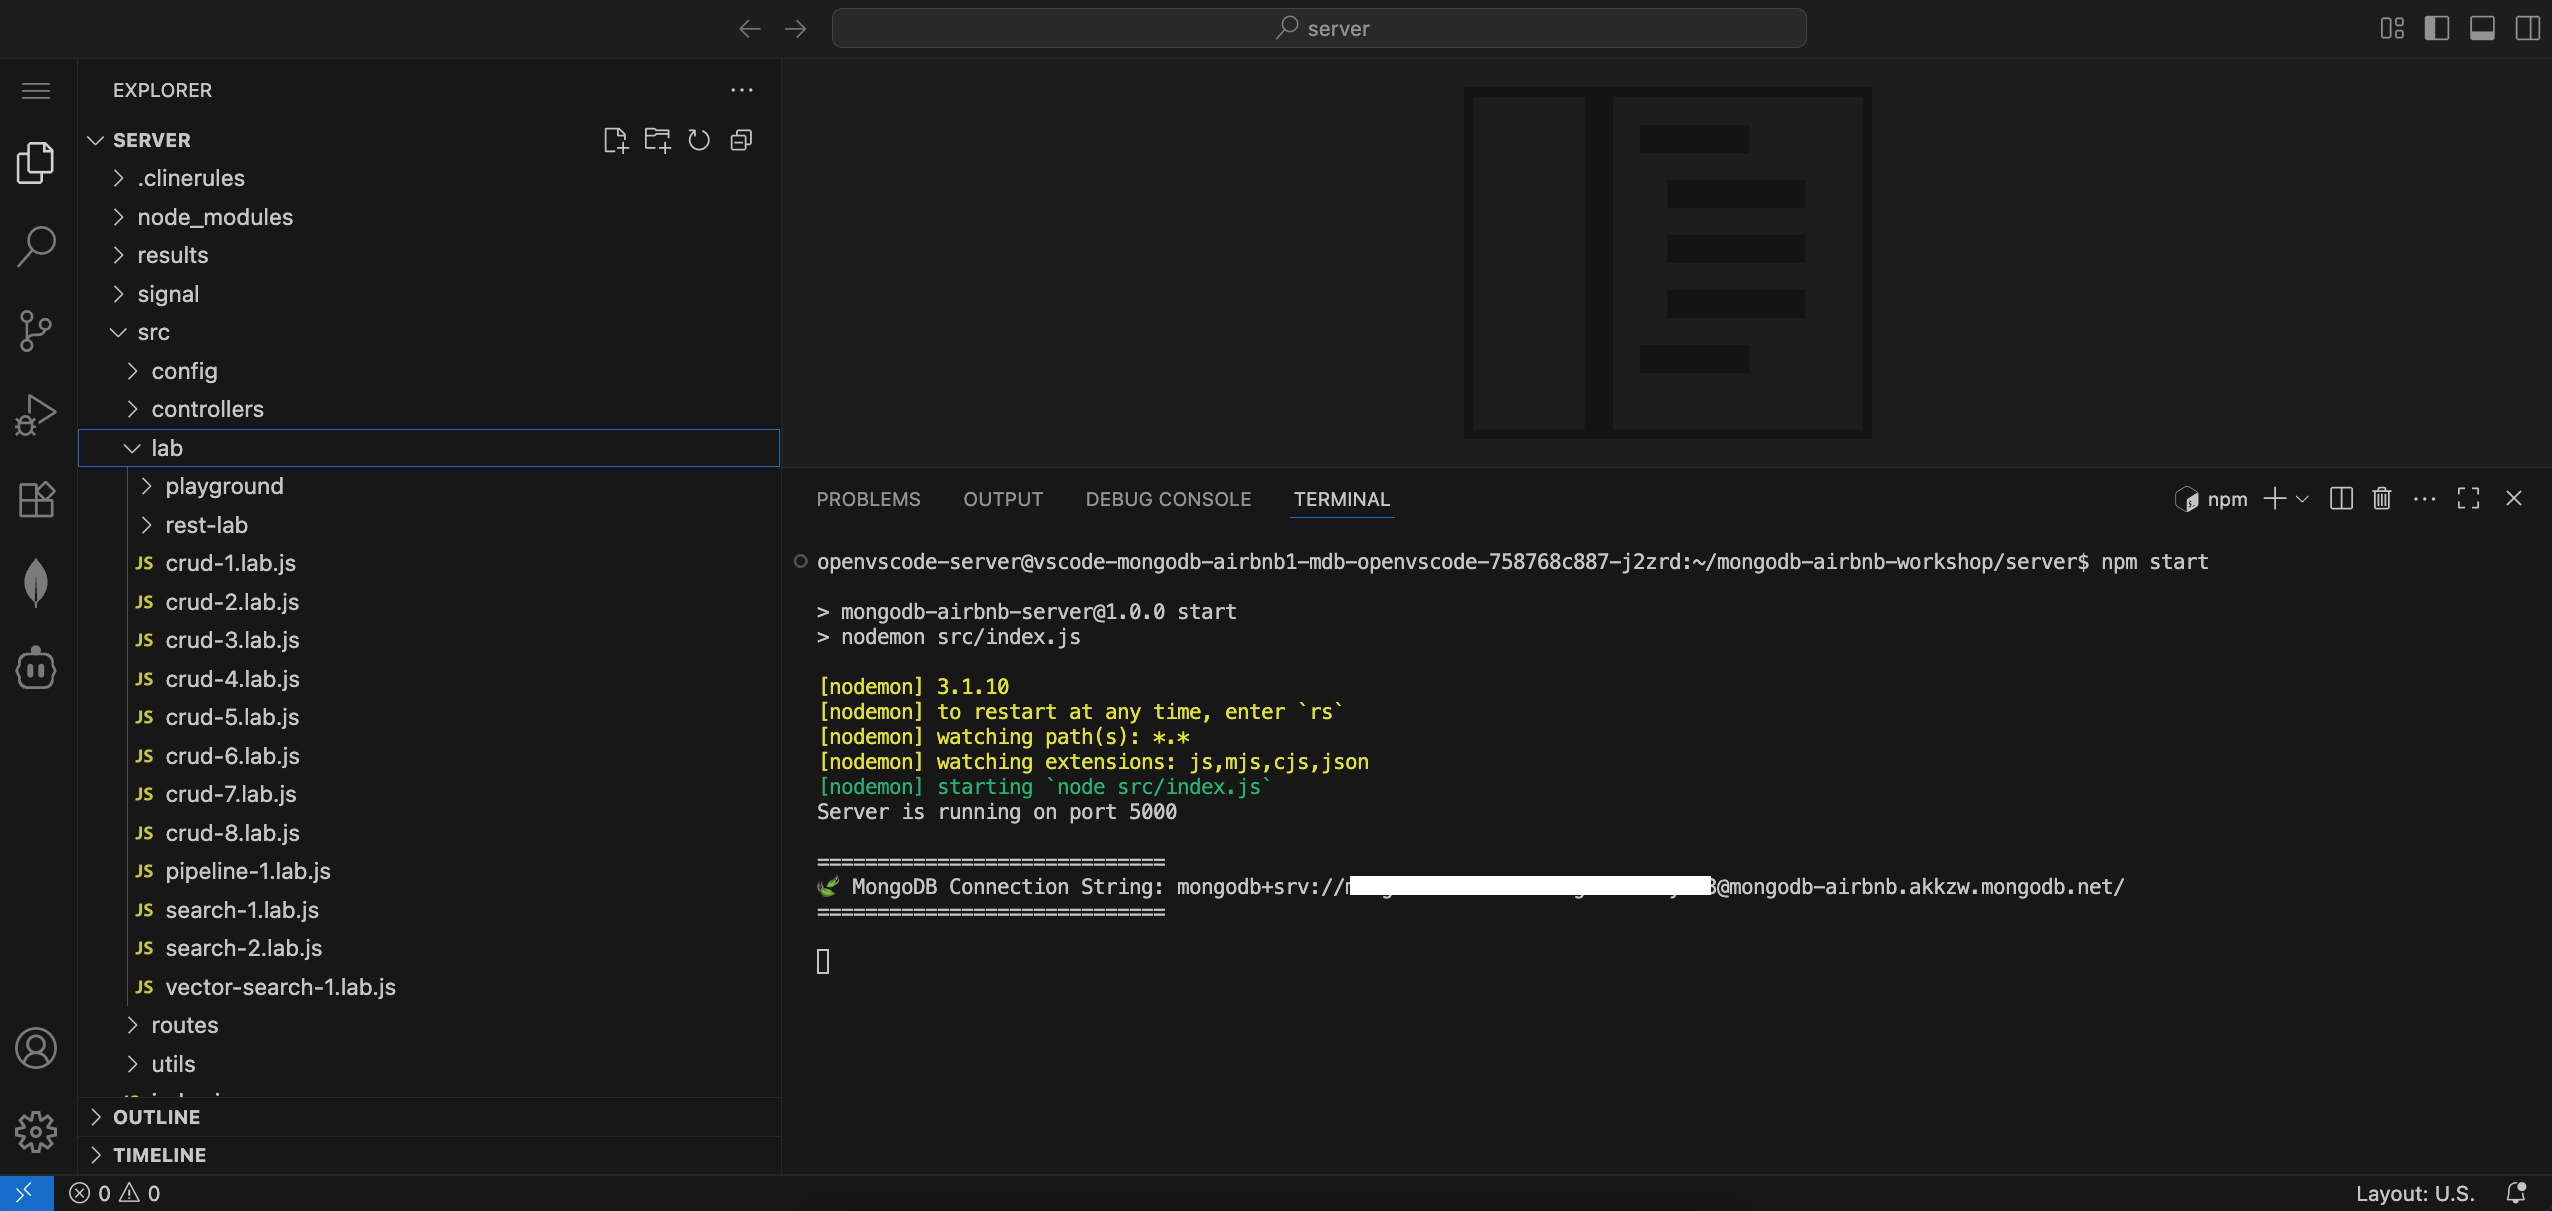 server
EXPLORER
SERVER
.clinerules
node_modules
results
signal
src
config
controllers
lab
playground
rest-lab
JS crud-1.lab.js
JS crud-2.lab.js
JS crud-3.lab.js
JS crud-4.lab.js
JS crud-5.lab.js
JS crud-6.lab.js
JS crud-7.lab.js
JS crud-8.lab.js
JS pipeline-1.lab.js
JS search-1.lab.js
JS search-2.lab.js
JS vector-search-1.lab.js
routes
utils
OUTLINE
TIMELINE
PROBLEMS OUTPUT DEBUG CONSOLE TERMINAL
npm
openvscode-server@vscode-mongodb-airbnb1-mdb-openvscode-758768c887-j2zrd:~/mongodb-airbnb-workshop/server$ npm start
> mongodb-airbnb-server@1.0.0 start
> nodemon src/index.js
[nodemon] 3.1.10
[nodemon] to restart at any time, enter `rs`
[nodemon] watching path(s): *.*
[nodemon] watching extensions: js,mjs,cjs,json
[nodemon] starting `node src/index.js`
Server is running on port 5000
=============================
MongoDB Connection String: mongodb+srv:// @mongodb-airbnb.akkzw.mongodb.net/
=============================
0 0
Layout: U.S.